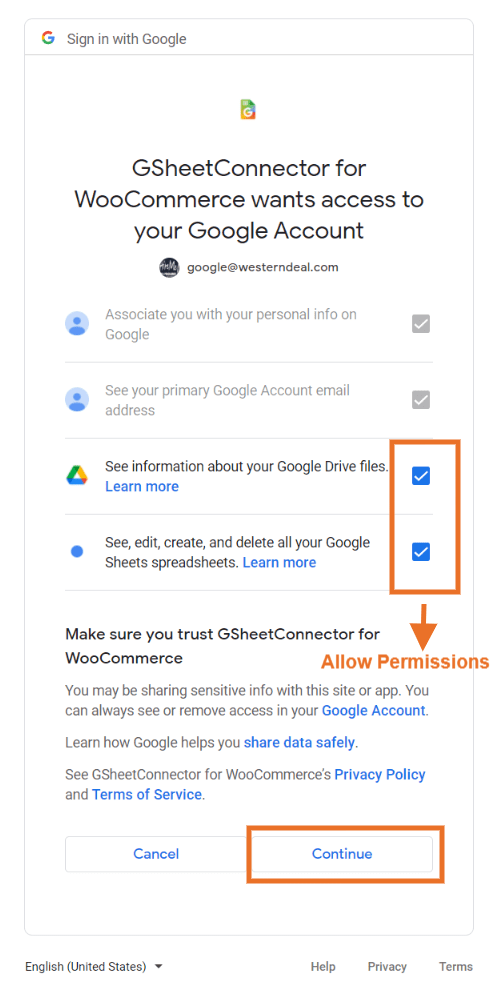 Sign in with Google
GSheetConnector for
WooCommerce wants access to
your Google Account
google@westerndeal.com
Associate you with your personal info on
Google
See your primary Google Account email
address
See information about your Google Drive files.
Learn more
See, edit, create, and delete all your Google
Sheets spreadsheets. Learn more
Make sure you trust GSheetConnector for
WooCommerce
Allow Permissions
You may be sharing sensitive info with this site or app. You
can always see or remove access in your Google Account.
Learn how Google helps you share data safely.
See GSheetConnector for WooCommerce's Privacy Policy
and Terms of Service.
Cancel
Continue
English (United States)
Help
Privacy
Terms